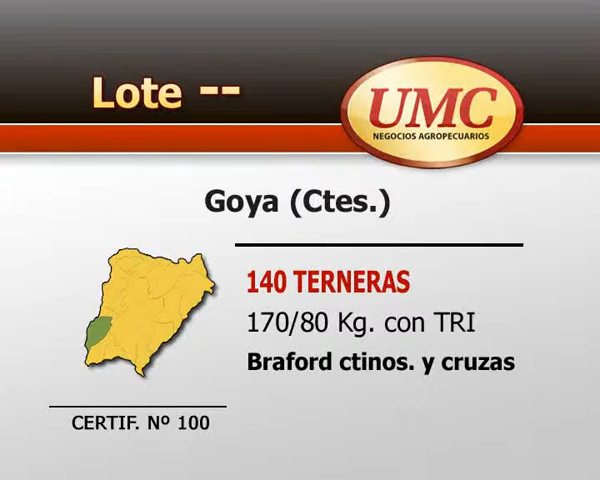 Lote --
UMC
NEGOCIOS AGROPECUARIOS
Goya (Ctes.)
140 TERNERAS
170/80 Kg. con TRI
Braford ctinos. y cruzas
CERTIF. Nº 100